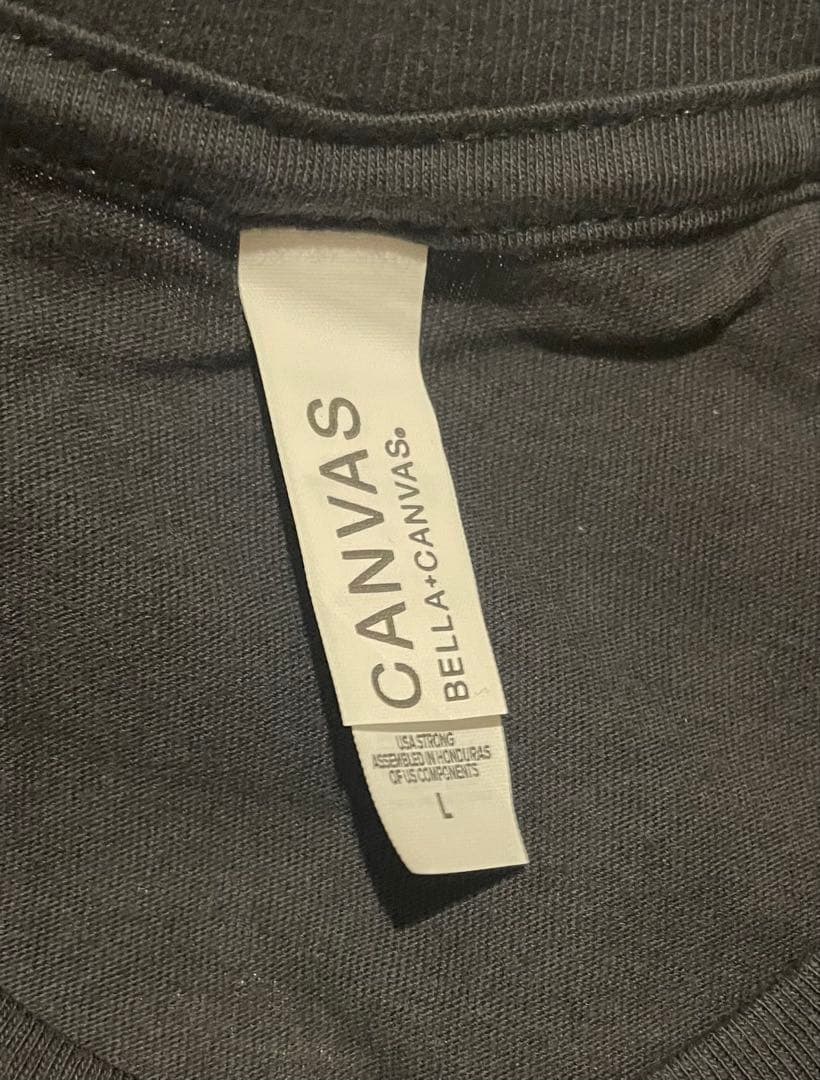 CANVAS
BELLA+CANVAS®
USA STRONG
ASSEMBLED IN HONDURAS
OF US COMPONENTS
L